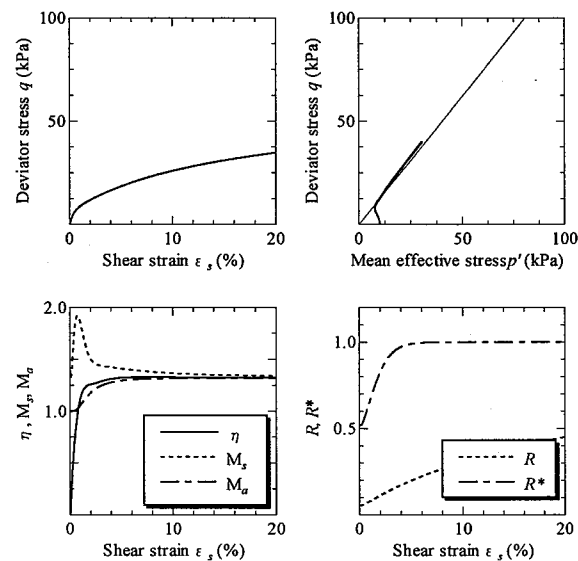 Deviator stress q (kPa)
100
50
0
10
20
Shear strain ε s (%)
Deviator stress q (kPa)
100
50
0
50
100
Mean effective stress p' (kPa)
η , Ms, Ma
2.0
1.0
0
10
20
η
Ms
Ma
Shear strain ε s (%)
R, R*
1.0
0.5
0
10
20
R
R*
Shear strain ε s (%)